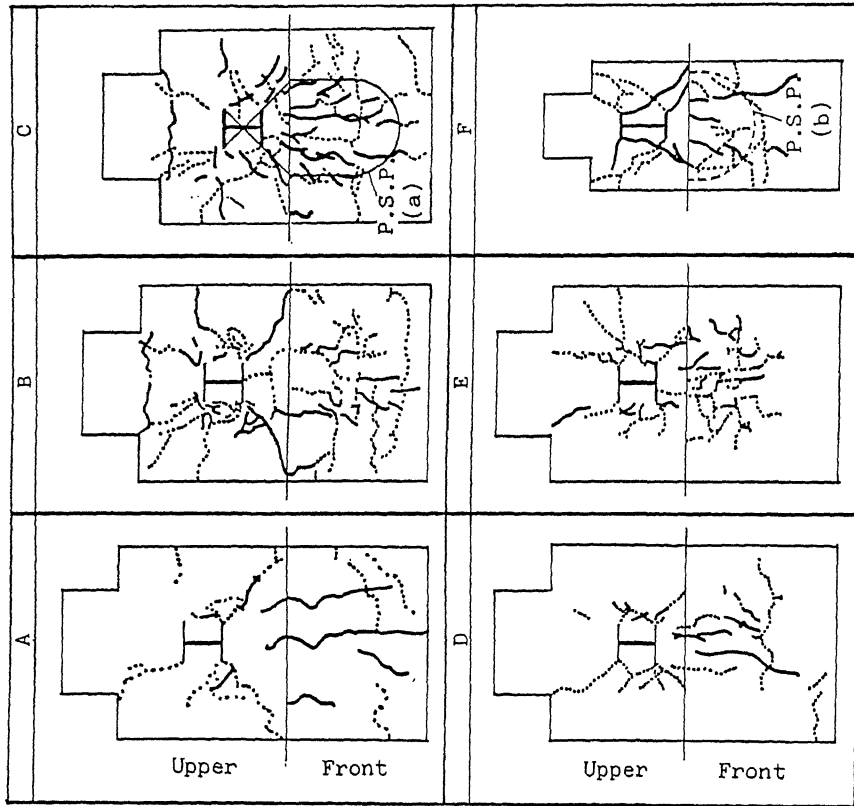 A
B
C
Upper
Front
P.S.P.
(a)
D
E
F
Upper
Front
P.S.P.
(b)